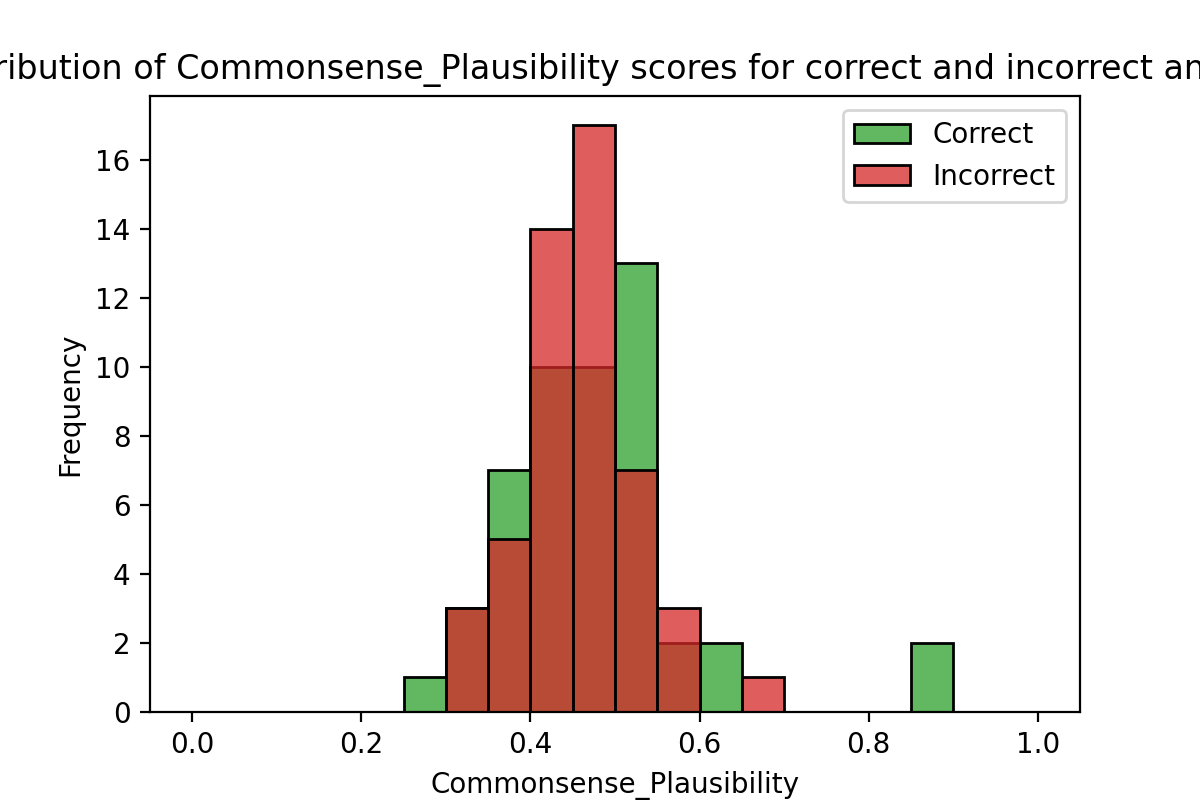 ribution of Commonsense_Plausibility scores for correct and incorrect an
Correct
Incorrect
Frequency
16
14
12
10
8
6
4
2
0
0.0 0.2 0.4 0.6 0.8 1.0
Commonsense_Plausibility